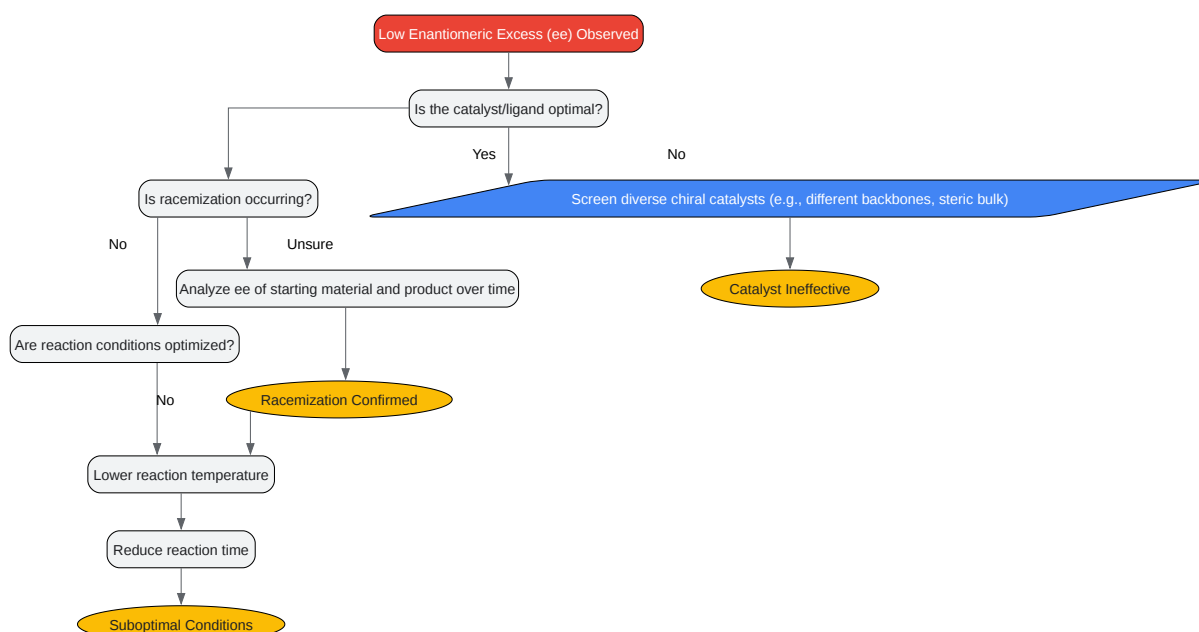 Low Enantiomeric Excess (ee) Observed
Is the catalyst/ligand optimal?
Yes
No
Is racemization occurring?
Screen diverse chiral catalysts (e.g., different backbones, steric bulk)
No
Unsure
Analyze ee of starting material and product over time
Catalyst Ineffective
Are reaction conditions optimized?
No
Racemization Confirmed
Lower reaction temperature
Reduce reaction time
Suboptimal Conditions